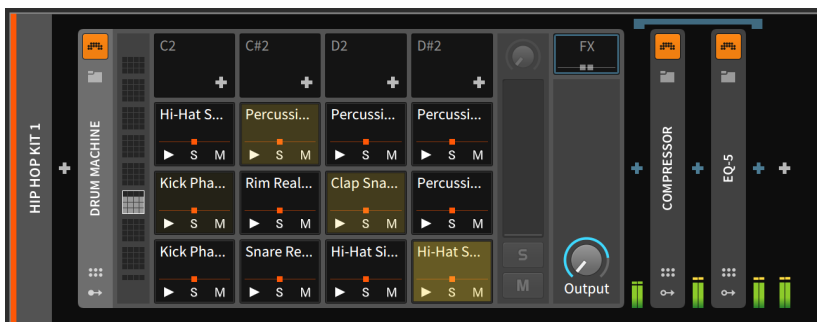 HIP HOP KIT 1
DRUM MACHINE
C2 C#2 D2 D#2
Hi-Hat S... Percussi... Percussi... Percussi...
S M S M S M S M
Kick Pha... Rim Real... Clap Sna... Percussi...
S M S M S M S M
Kick Pha... Snare Re... Hi-Hat Si... Hi-Hat S...
S M S M S M S M
S
M
FX
Output
COMPRESSOR
EQ-5